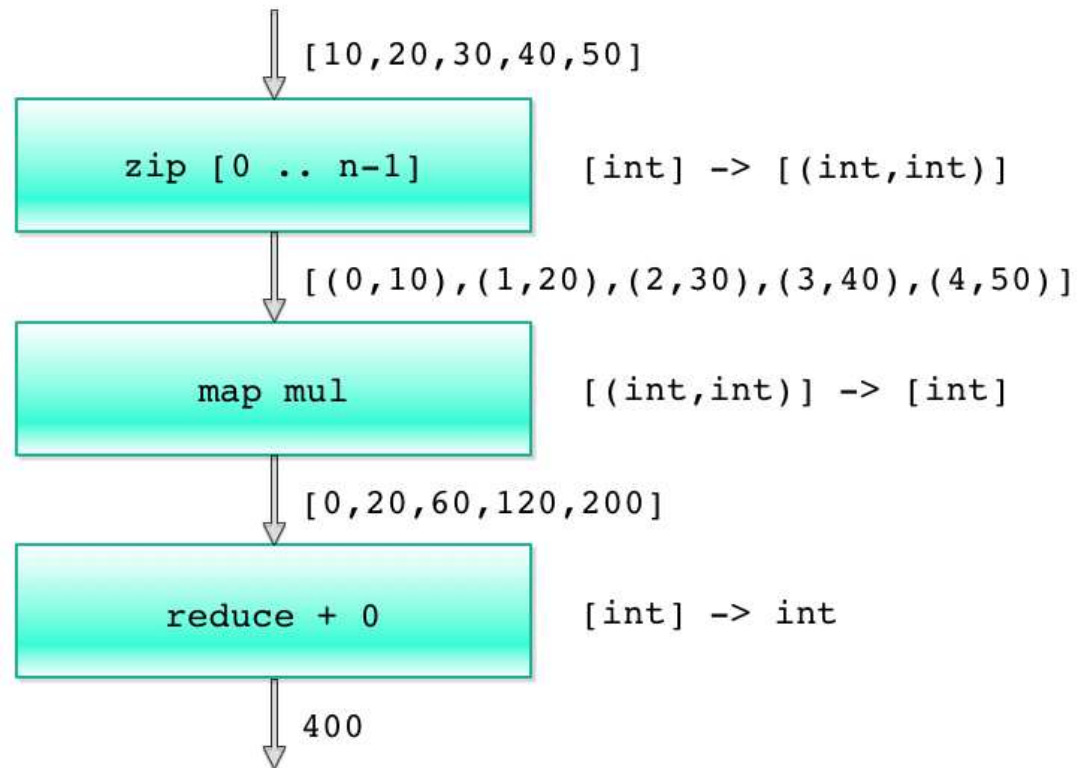 [10,20,30,40,50]
zip [0 .. n-1]
[int] -> [(int,int)]
[(0,10),(1,20),(2,30),(3,40),(4,50)]
map mul
[(int,int)] -> [int]
[0,20,60,120,200]
reduce + 0
[int] -> int
400